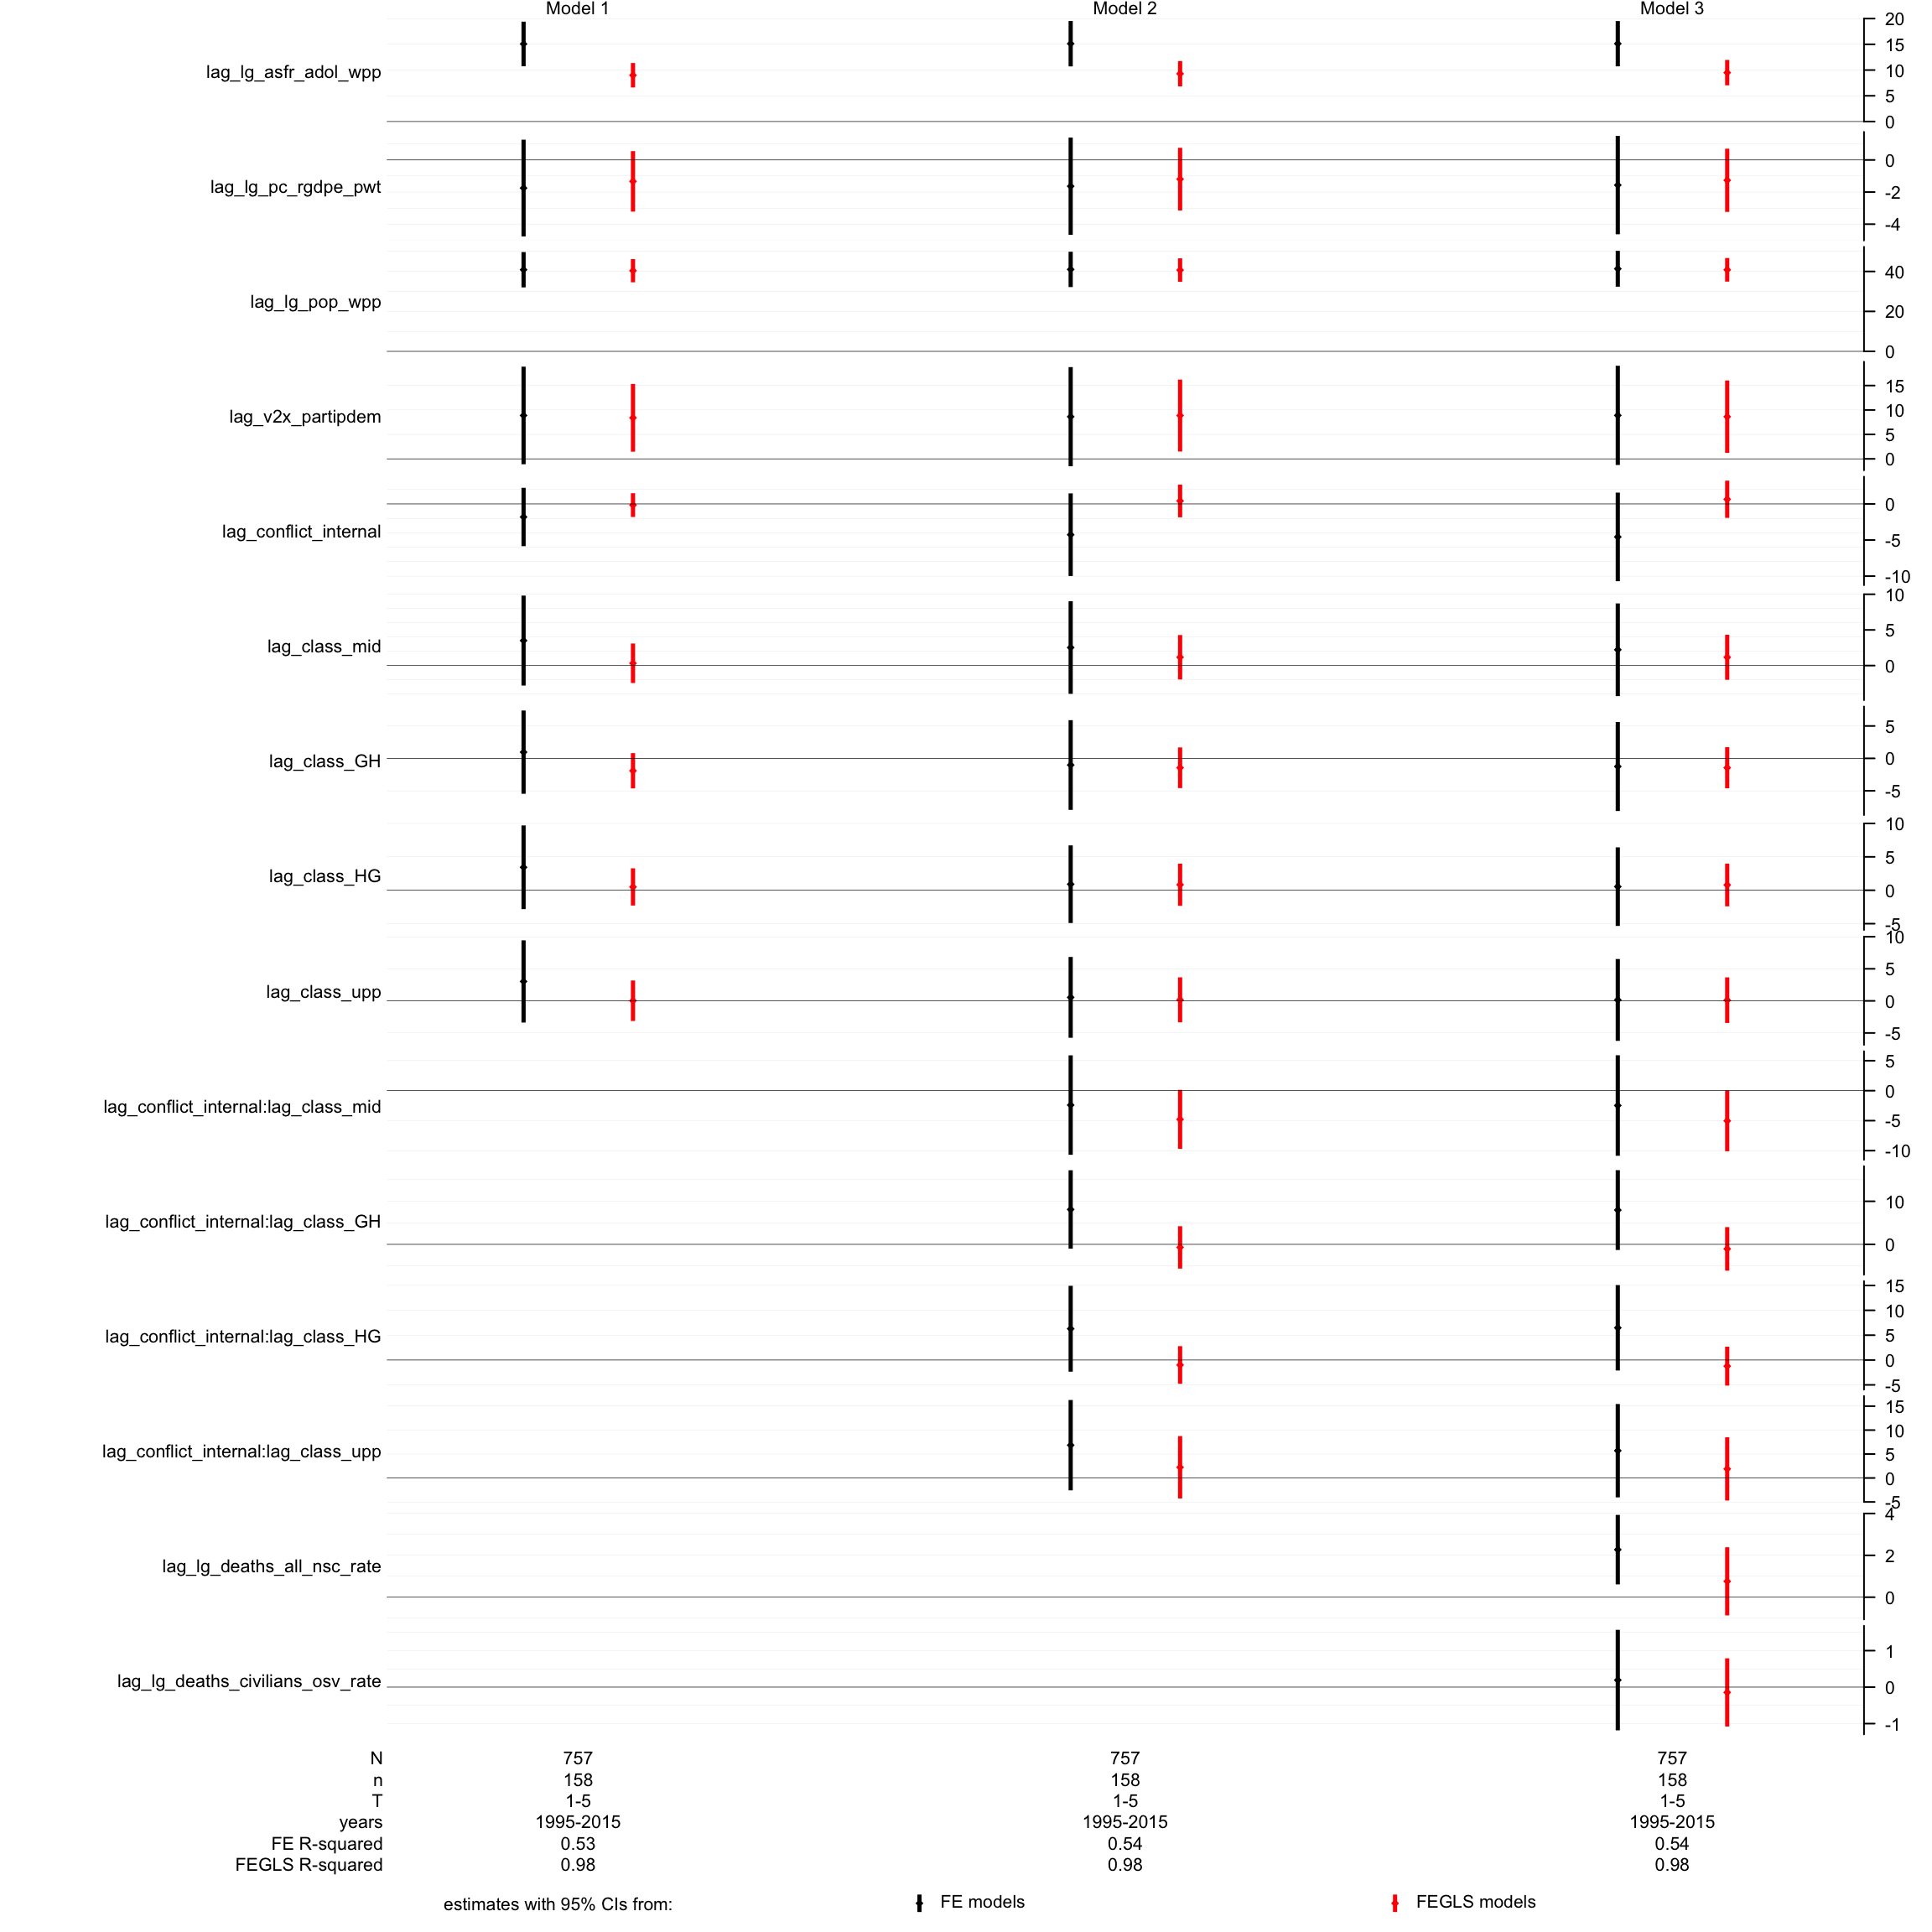 Model 1 Model 2 Model 3
lag_lg_asfr_adol_wpp 20 15 10 5 0
lag_lg_pc_rgdpe_pwt 0 -2 -4
lag_lg_pop_wpp 40 20 0
lag_v2x_partipdem 15 10 5 0
lag_conflict_internal 0 -5 -10
lag_class_mid 10 5 0
lag_class_GH 5 0 -5
lag_class_HG 10 5 0 -5
lag_class_upp 10 5 0 -5
lag_conflict_internal:lag_class_mid 5 0 -5 -10
lag_conflict_internal:lag_class_GH 10 0
lag_conflict_internal:lag_class_HG 15 10 5 0 -5
lag_conflict_internal:lag_class_upp 15 10 5 0 -5
lag_lg_deaths_all_nsc_rate 4 2 0
lag_lg_deaths_civilians_osv_rate 1 0 -1
N 757 757 757
n 158 158 158
T 1-5 1-5 1-5
years 1995-2015 1995-2015 1995-2015
FE R-squared 0.53 0.54 0.54
FEGLS R-squared 0.98 0.98 0.98
estimates with 95% CIs from: FE models FEGLS models